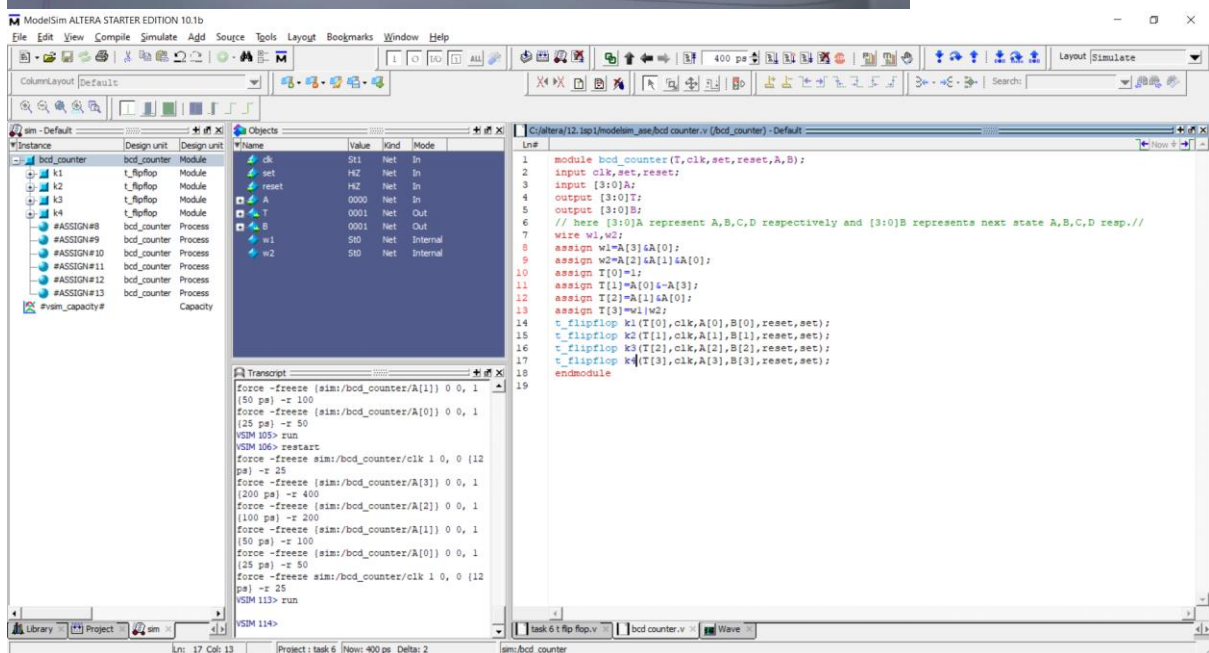 ModelSim ALTERA STARTER EDITION 10.1b
File Edit View Compile Simulate Add Source Tools Layout Bookmarks Window Help
400 ps
Layout Simulate
ColumnLayout Default
Search:
sim - Default
Instance Design unit Design unit
bcd_counter bcd_counter Module
k1 t_flipflop Module
k2 t_flipflop Module
k3 t_flipflop Module
k4 t_flipflop Module
#ASSIGN#8 bcd_counter Process
#ASSIGN#9 bcd_counter Process
#ASSIGN#10 bcd_counter Process
#ASSIGN#11 bcd_counter Process
#ASSIGN#12 bcd_counter Process
#ASSIGN#13 bcd_counter Process
#vsim_capacity# Capacity
Objects
Name Value Kind Mode
clk St1 Net In
set HiZ Net In
reset HiZ Net In
A 0000 Net In
T 0001 Net Out
B 0001 Net Out
w1 St0 Net Internal
w2 St0 Net Internal
Transcript
force -freeze {sim:/bcd_counter/A[1]} 0 0, 1
{50 ps} -r 100
force -freeze {sim:/bcd_counter/A[0]} 0 0, 1
{25 ps} -r 50
VSIM 105> run
VSIM 106> restart
force -freeze sim:/bcd_counter/clk 1 0, 0 {12
ps} -r 25
force -freeze {sim:/bcd_counter/A[3]} 0 0, 1
{200 ps} -r 400
force -freeze {sim:/bcd_counter/A[2]} 0 0, 1
{100 ps} -r 200
force -freeze {sim:/bcd_counter/A[1]} 0 0, 1
{50 ps} -r 100
force -freeze {sim:/bcd_counter/A[0]} 0 0, 1
{25 ps} -r 50
force -freeze sim:/bcd_counter/clk 1 0, 0 {12
ps} -r 25
VSIM 113> run
VSIM 114>
C:/altera/12.1sp1/modelsim_ase/bcd counter.v (/bcd_counter) - Default
Ln# Now
1 module bcd_counter(T,clk,set,reset,A,B);
2 input clk,set,reset;
3 input [3:0]A;
4 output [3:0]T;
5 output [3:0]B;
6 // here [3:0]A represent A,B,C,D respectively and [3:0]B represents next state A,B,C,D resp.//
7 wire w1,w2;
8 assign w1=A[3]&A[0];
9 assign w2=A[2]&A[1]&A[0];
10 assign T[0]=1;
11 assign T[1]=A[0]&~A[3];
12 assign T[2]=A[1]&A[0];
13 assign T[3]=w1|w2;
14 t_flipflop k1(T[0],clk,A[0],B[0],reset,set);
15 t_flipflop k2(T[1],clk,A[1],B[1],reset,set);
16 t_flipflop k3(T[2],clk,A[2],B[2],reset,set);
17 t_flipflop k4(T[3],clk,A[3],B[3],reset,set);
18 endmodule
19
Library Project sim
task 6 t flip flop.v bcd counter.v Wave
Ln: 17 Col: 13 Project : task 6 Now: 400 ps Delta: 2 sim:/bcd_counter